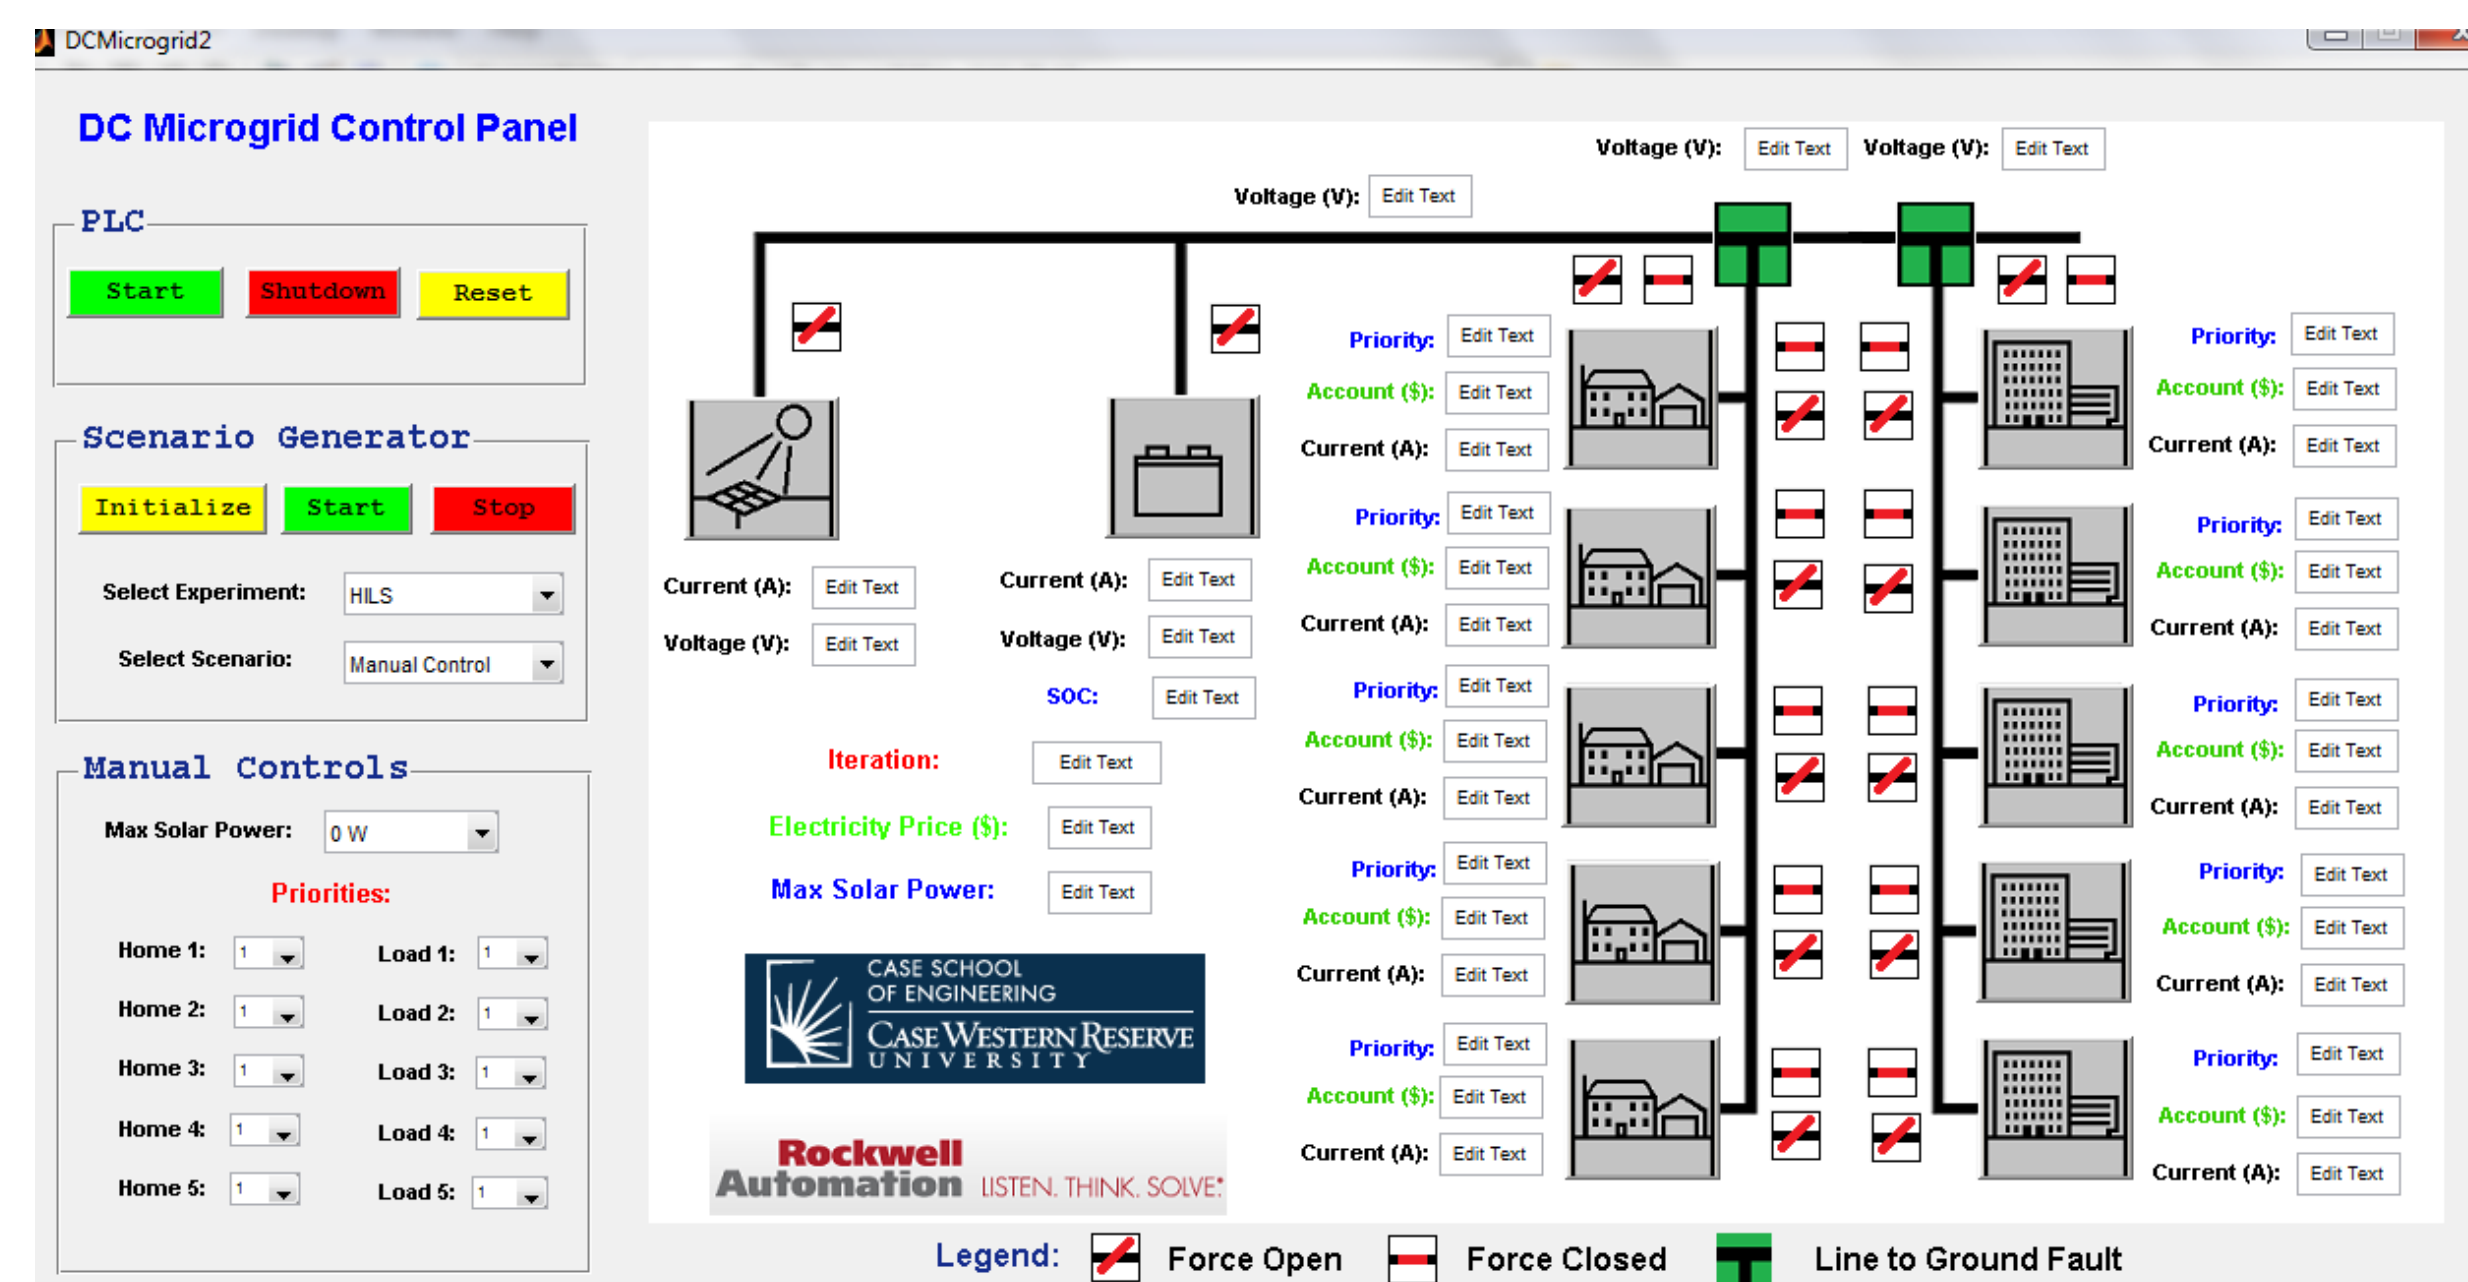 DCMicrogrid2
DC Microgrid Control Panel
PLC
Start Shutdown Reset
Scenario Generator
Initialize Start Stop
Select Experiment: HILS
Select Scenario: Manual Control
Manual Controls
Max Solar Power: 0 W
Priorities:
Home 1: 1 Load 1: 1
Home 2: 1 Load 2: 1
Home 3: 1 Load 3: 1
Home 4: 1 Load 4: 1
Home 5: 1 Load 5: 1
Voltage (V): Edit Text Voltage (V): Edit Text
Voltage (V): Edit Text
Current (A): Edit Text
Voltage (V): Edit Text
Current (A): Edit Text
Voltage (V): Edit Text
SOC: Edit Text
Iteration: Edit Text
Electricity Price ($): Edit Text
Max Solar Power: Edit Text
CASE SCHOOL
OF ENGINEERING
CASE WESTERN RESERVE
UNIVERSITY
Rockwell
Automation LISTEN. THINK. SOLVE.
Priority: Edit Text
Account ($): Edit Text
Current (A): Edit Text
Priority: Edit Text
Account ($): Edit Text
Current (A): Edit Text
Priority: Edit Text
Account ($): Edit Text
Current (A): Edit Text
Priority: Edit Text
Account ($): Edit Text
Current (A): Edit Text
Priority: Edit Text
Account ($): Edit Text
Current (A): Edit Text
Priority: Edit Text
Account ($): Edit Text
Current (A): Edit Text
Priority: Edit Text
Account ($): Edit Text
Current (A): Edit Text
Priority: Edit Text
Account ($): Edit Text
Current (A): Edit Text
Priority: Edit Text
Account ($): Edit Text
Current (A): Edit Text
Priority: Edit Text
Account ($): Edit Text
Current (A): Edit Text
Legend: Force Open Force Closed Line to Ground Fault